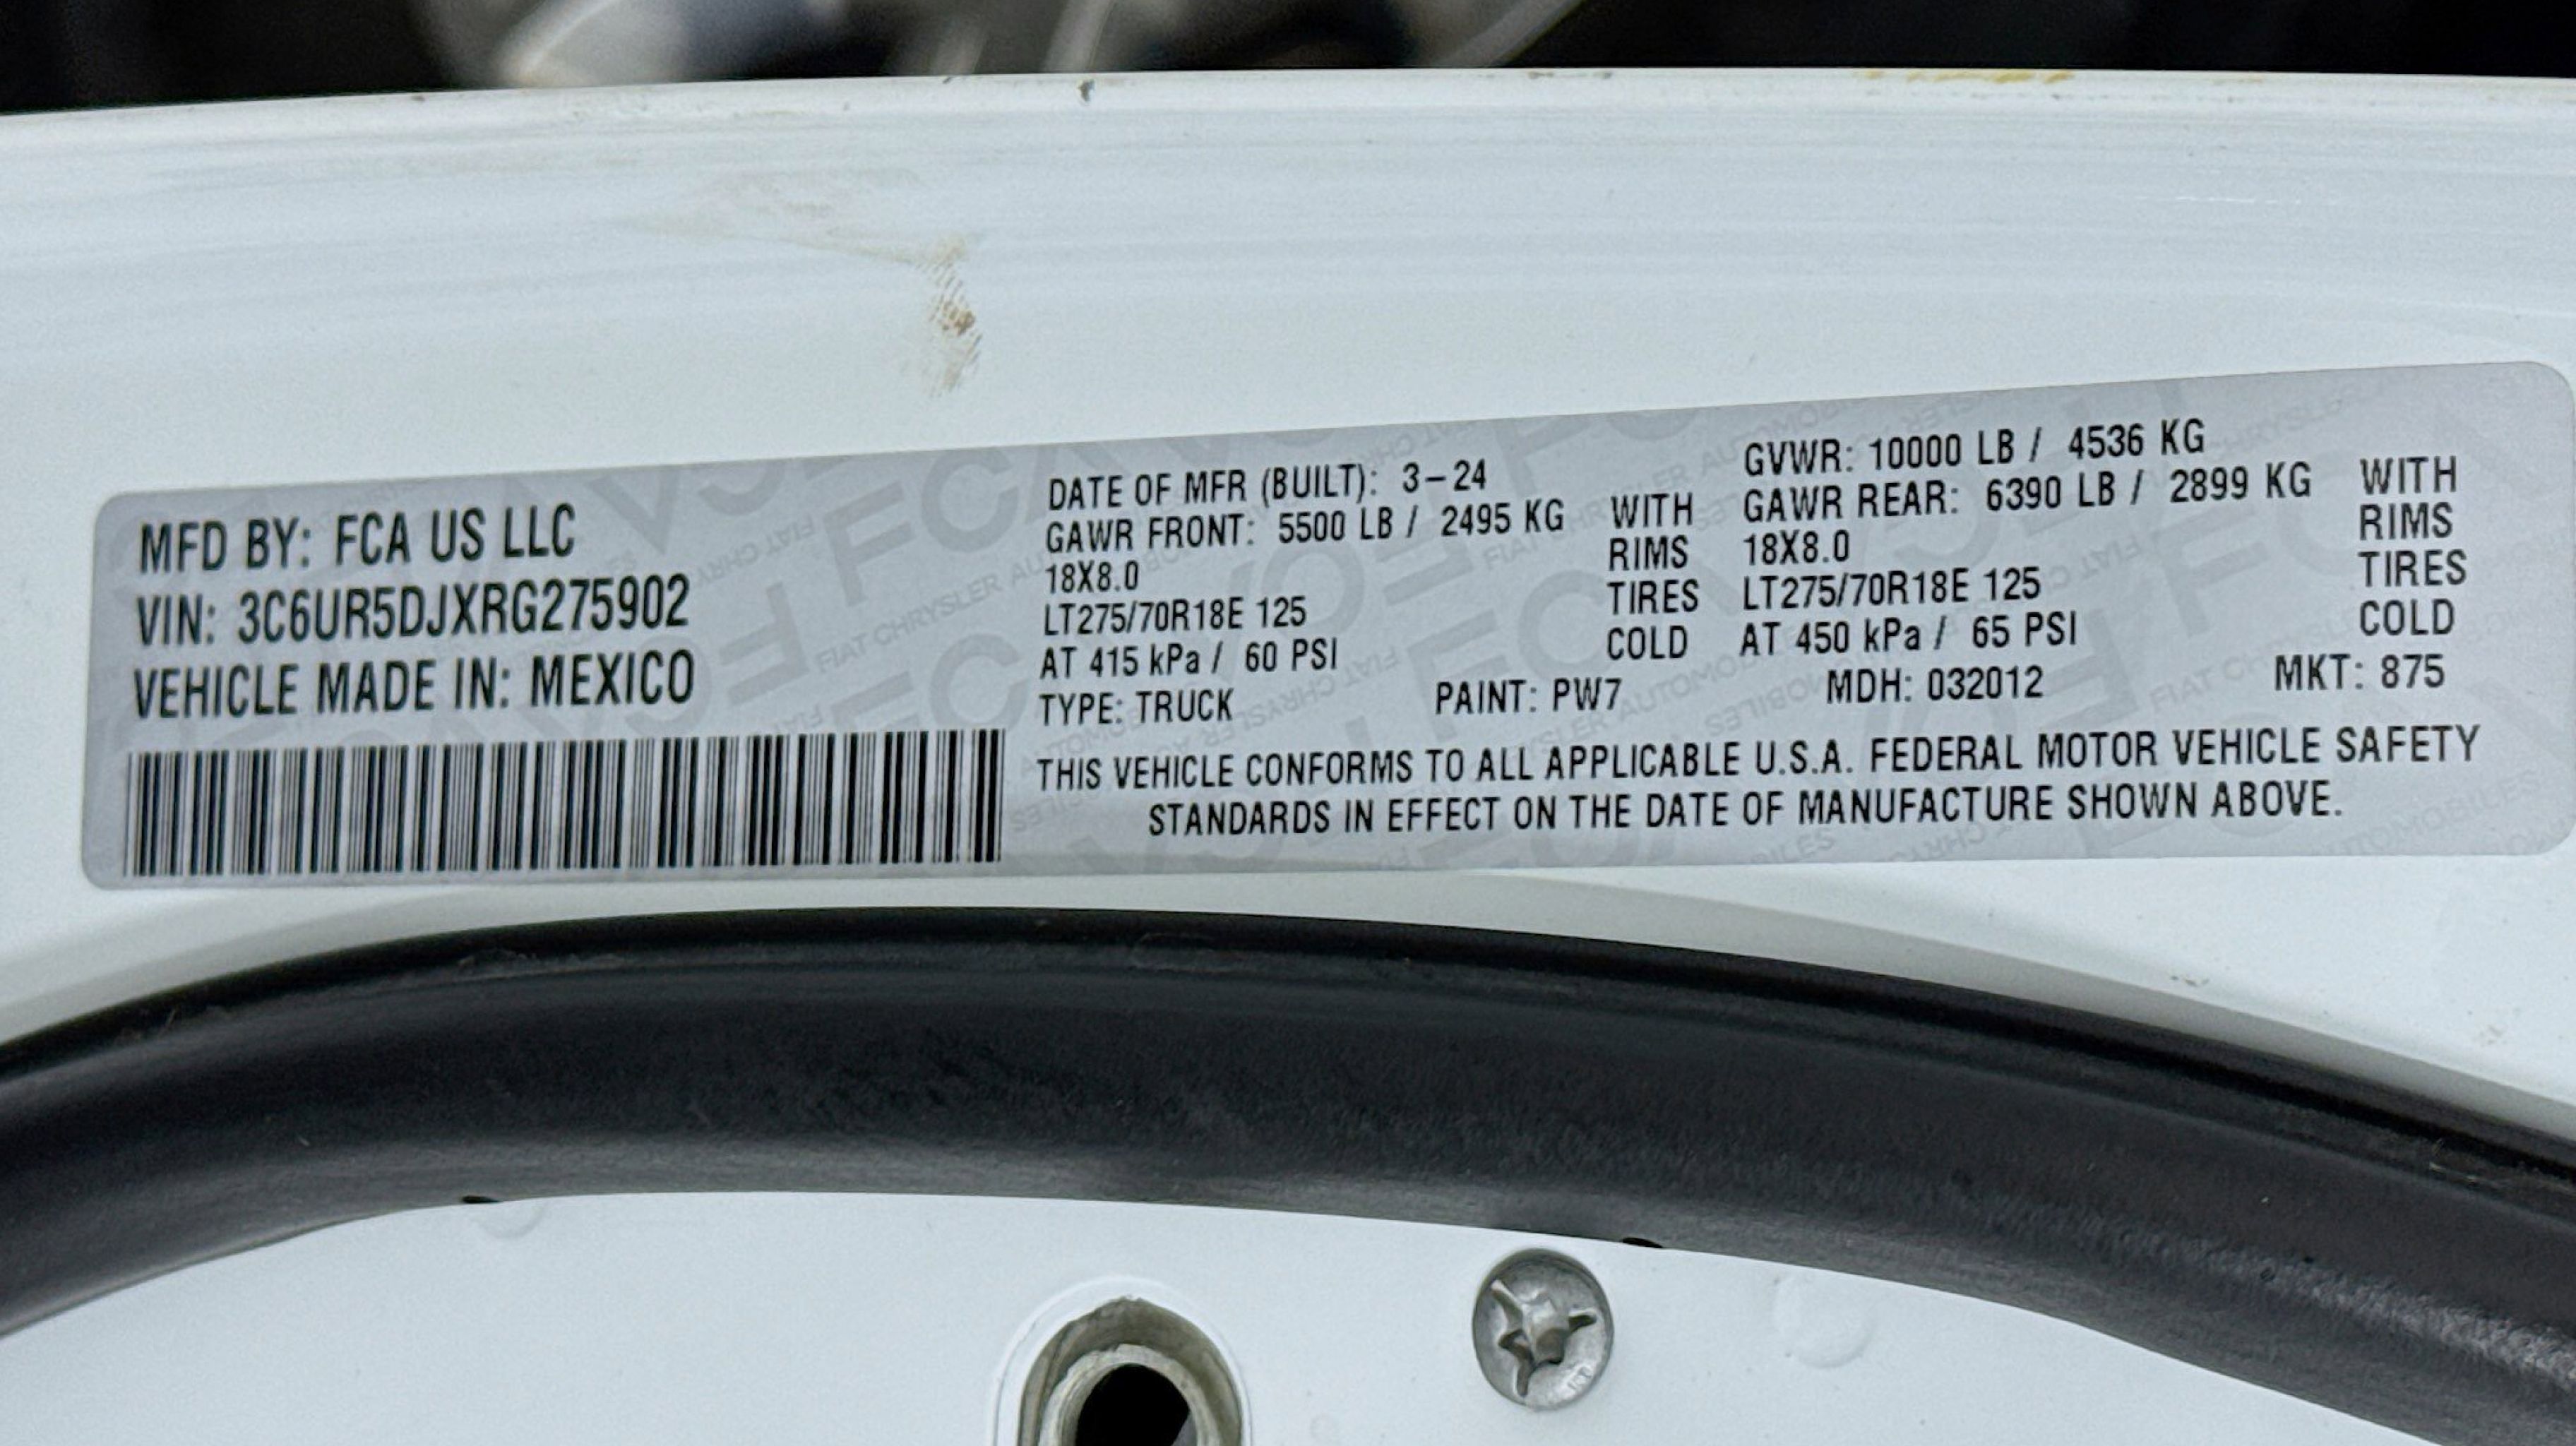 MFD BY: FCA US LLC
VIN: 3C6UR5DJXRG275902
VEHICLE MADE IN: MEXICO
DATE OF MFR (BUILT): 3-24
GAWR FRONT: 5500 LB / 2495 KG WITH
18X8.0 RIMS
LT275/70R18E 125 TIRES
AT 415 kPa / 60 PSI COLD
GVWR: 10000 LB / 4536 KG
GAWR REAR: 6390 LB / 2899 KG WITH
18X8.0 RIMS
LT275/70R18E 125 TIRES
AT 450 kPa / 65 PSI COLD
TYPE: TRUCK PAINT: PW7 MDH: 032012 MKT: 875
THIS VEHICLE CONFORMS TO ALL APPLICABLE U.S.A. FEDERAL MOTOR VEHICLE SAFETY
STANDARDS IN EFFECT ON THE DATE OF MANUFACTURE SHOWN ABOVE.